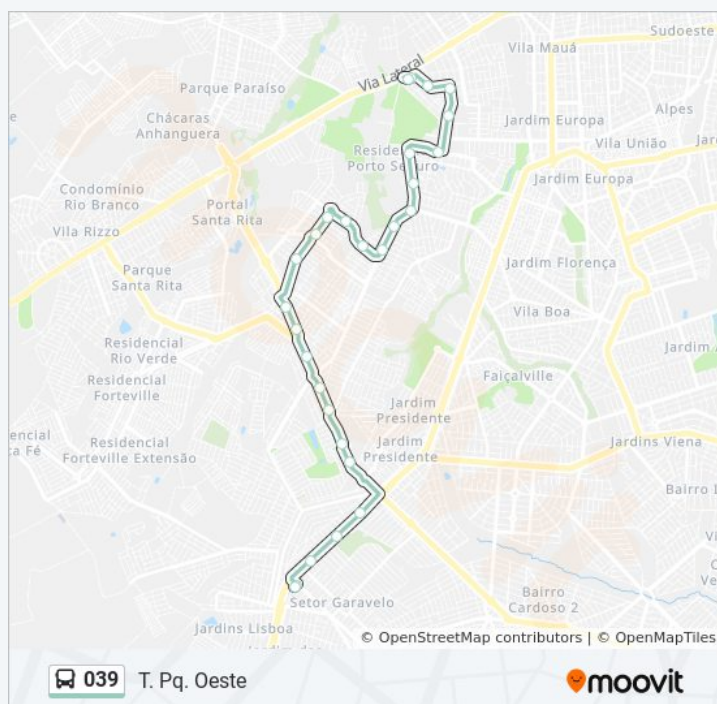 Sudoeste
Vila Mauá
Via Lateral
Parque Paraíso
Alpes
Chácaras
Anhanguera
Jardim Europa
Vila União
Residencial
Porto Seguro
Jardim Europa
Condomínio
Rio Branco
Portal
Santa Rita
Vila Rizzo
Jardim Florença
Parque
Santa Rita
Vila Boa
Residencial
Rio Verde
Jardim
Residencial
Forteville
Faiçalville
Jardim
Presidente
Residencial
Forteville Extensão
Jardim
Presidente
Jardins Viena
Bairro
Setor Garavelo
Bairro
Cardoso 2
Jardins Lisboa
© OpenStreetMap contributors | © OpenMapTiles
039 T. Pq. Oeste
moovit